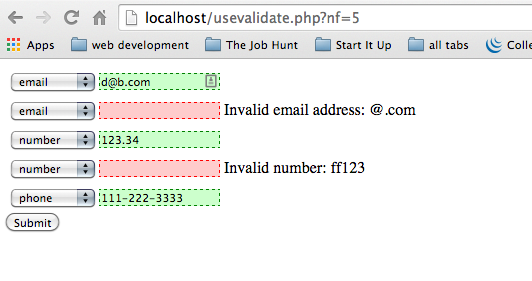 localhost/usevalidate.php?nf=5
Apps web development The Job Hunt Start It Up all tabs Colle
email d@b.com
email Invalid email address: @.com
number 123.34
number Invalid number: ff123
phone 111-222-3333
Submit